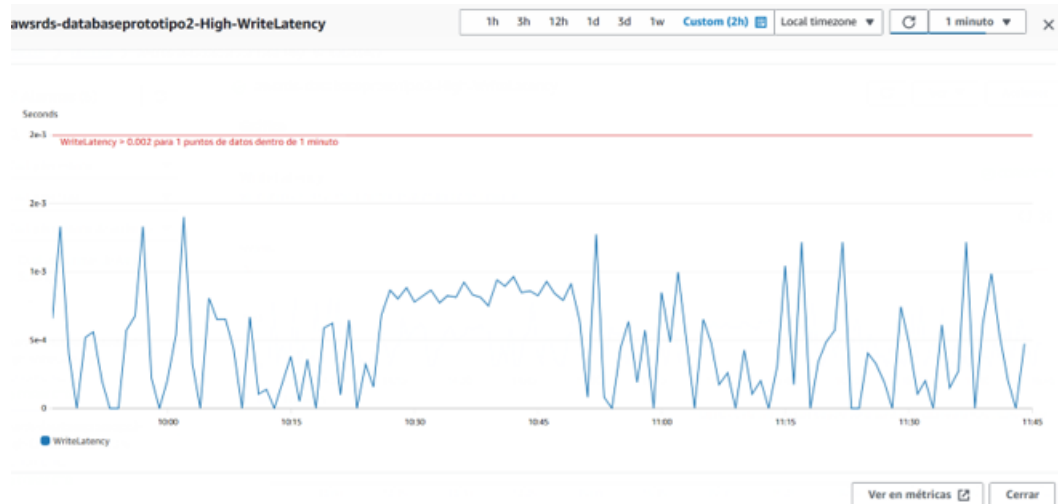 awsrds-databaseprototipo2-High-WriteLatency
1h 3h 12h 1d 3d 1w Custom (2h) Local timezone 1 minuto
Seconds
2e-3
WriteLatency > 0.002 para 1 puntos de datos dentro de 1 minuto
2e-3
1e-3
5e-4
0
10:00 10:15 10:30 10:45 11:00 11:15 11:30 11:45
WriteLatency
Ver en métricas Cerrar